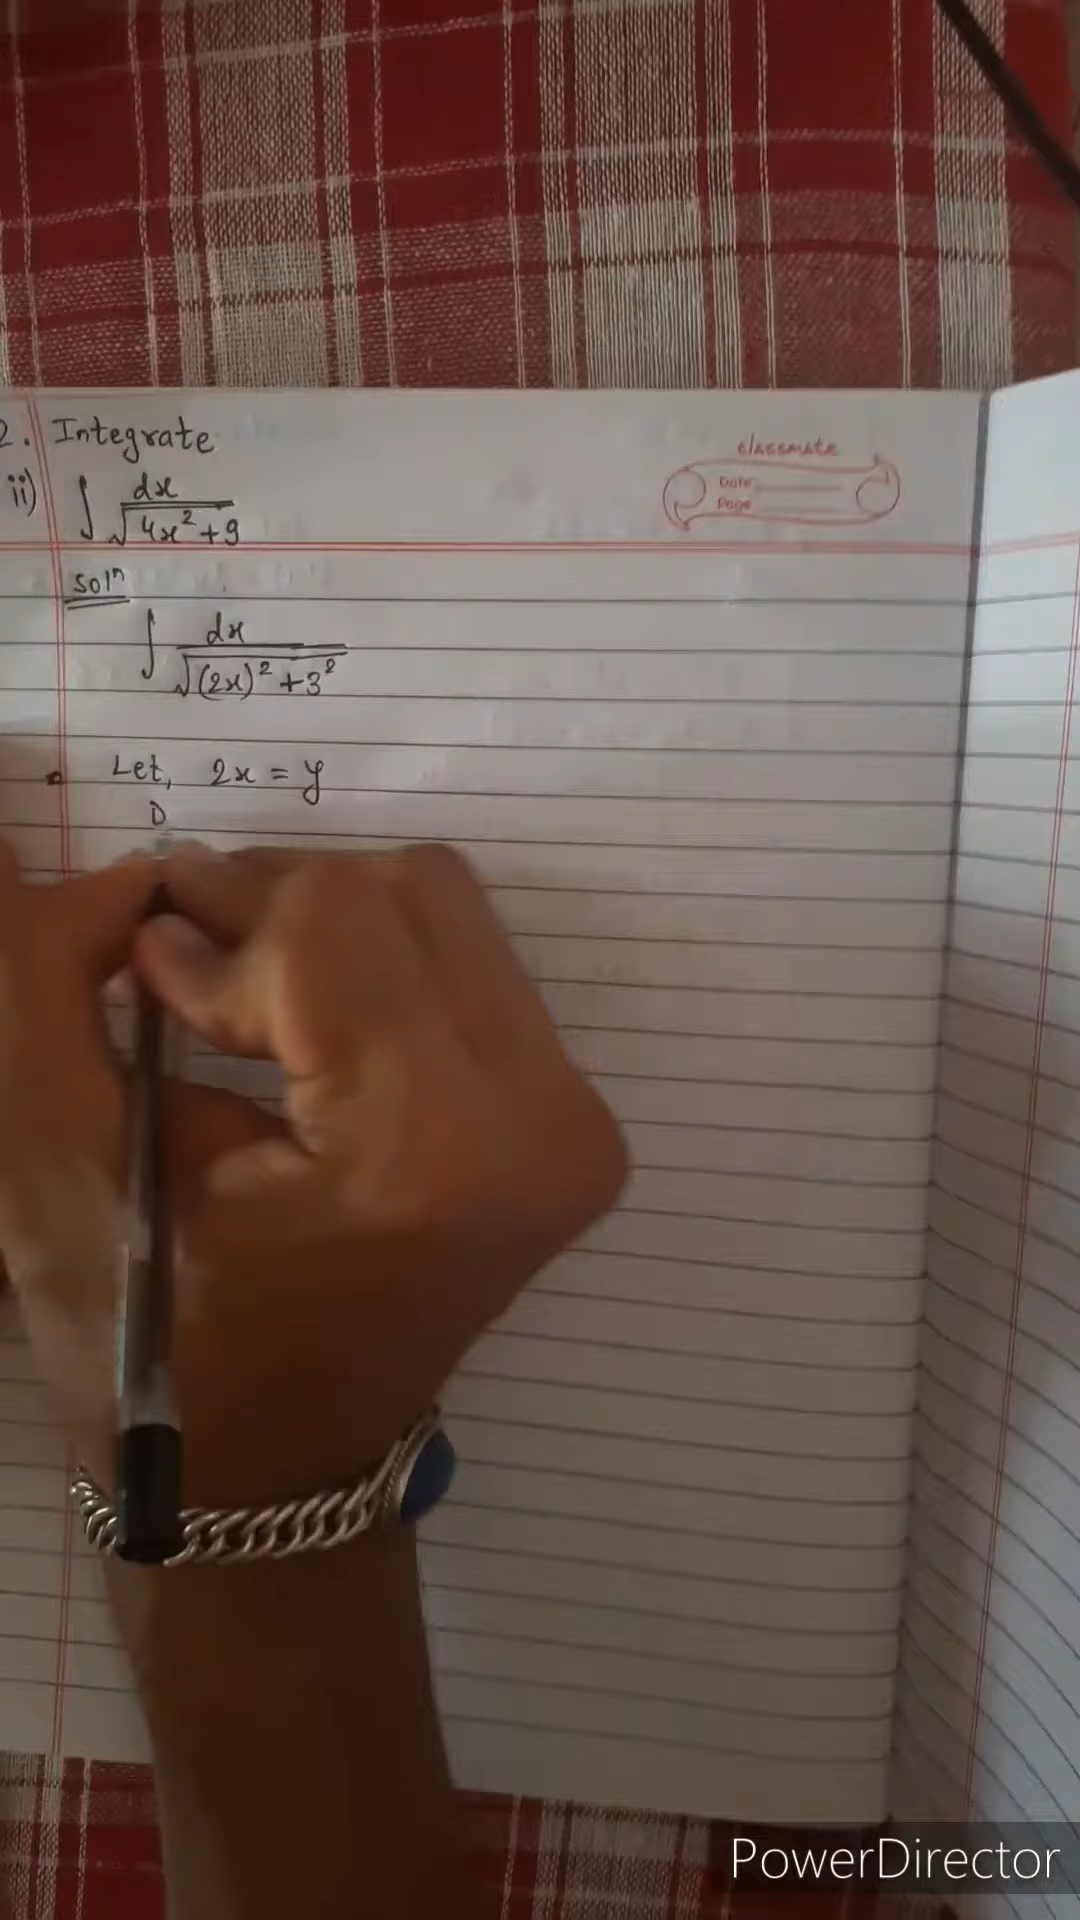 2. Integrate
ii) ∫ dx / √(4x² + 9)
Solⁿ
∫ dx / √((2x)² + 3²)
Let, 2x = y
D
classmate
Date
Page
PowerDirector